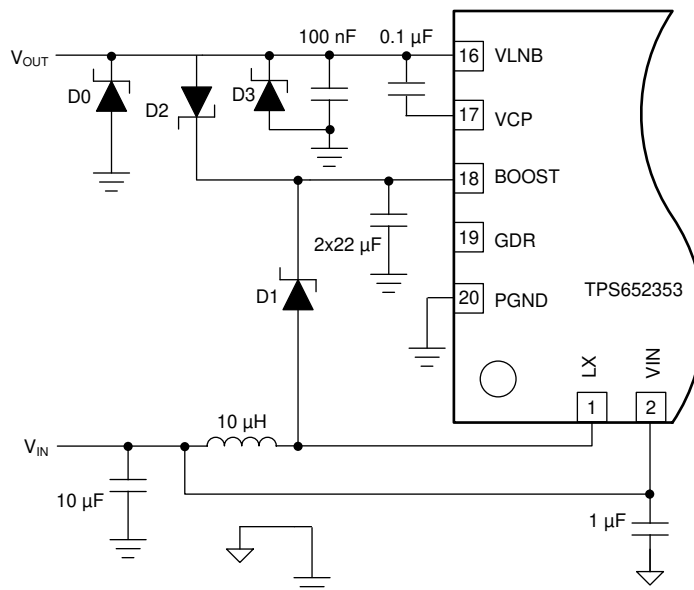 100 nF
0.1 µF
VOUT
16 VLNB
D0
D2
D3
17 VCP
18 BOOST
2x22 µF
19 GDR
D1
20 PGND
TPS652353
LX
VIN
1
2
VIN
10 µH
10 µF
1 µF